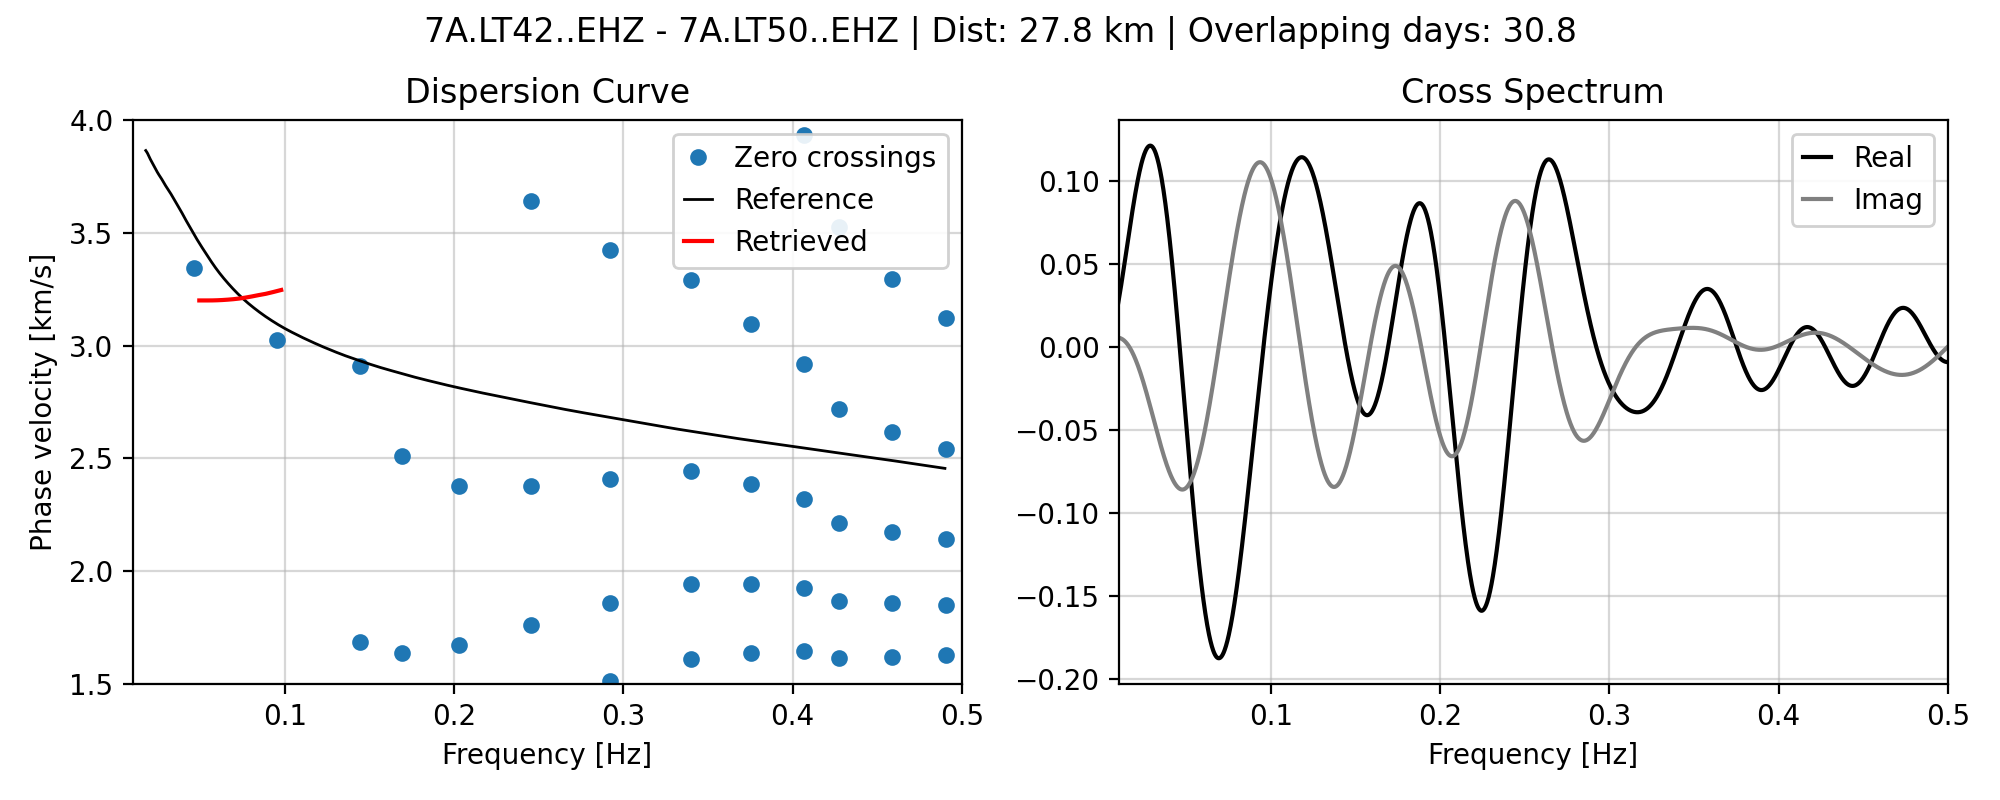 7A.LT42..EHZ - 7A.LT50..EHZ | Dist: 27.8 km | Overlapping days: 30.8
Dispersion Curve
4.0
3.5
3.0
2.5
2.0
1.5
Phase velocity [km/s]
Zero crossings
Reference
Retrieved
0.1
0.2
0.3
0.4
0.5
Frequency [Hz]
Cross Spectrum
0.10
0.05
0.00
−0.05
−0.10
−0.15
−0.20
Real
Imag
0.1
0.2
0.3
0.4
0.5
Frequency [Hz]